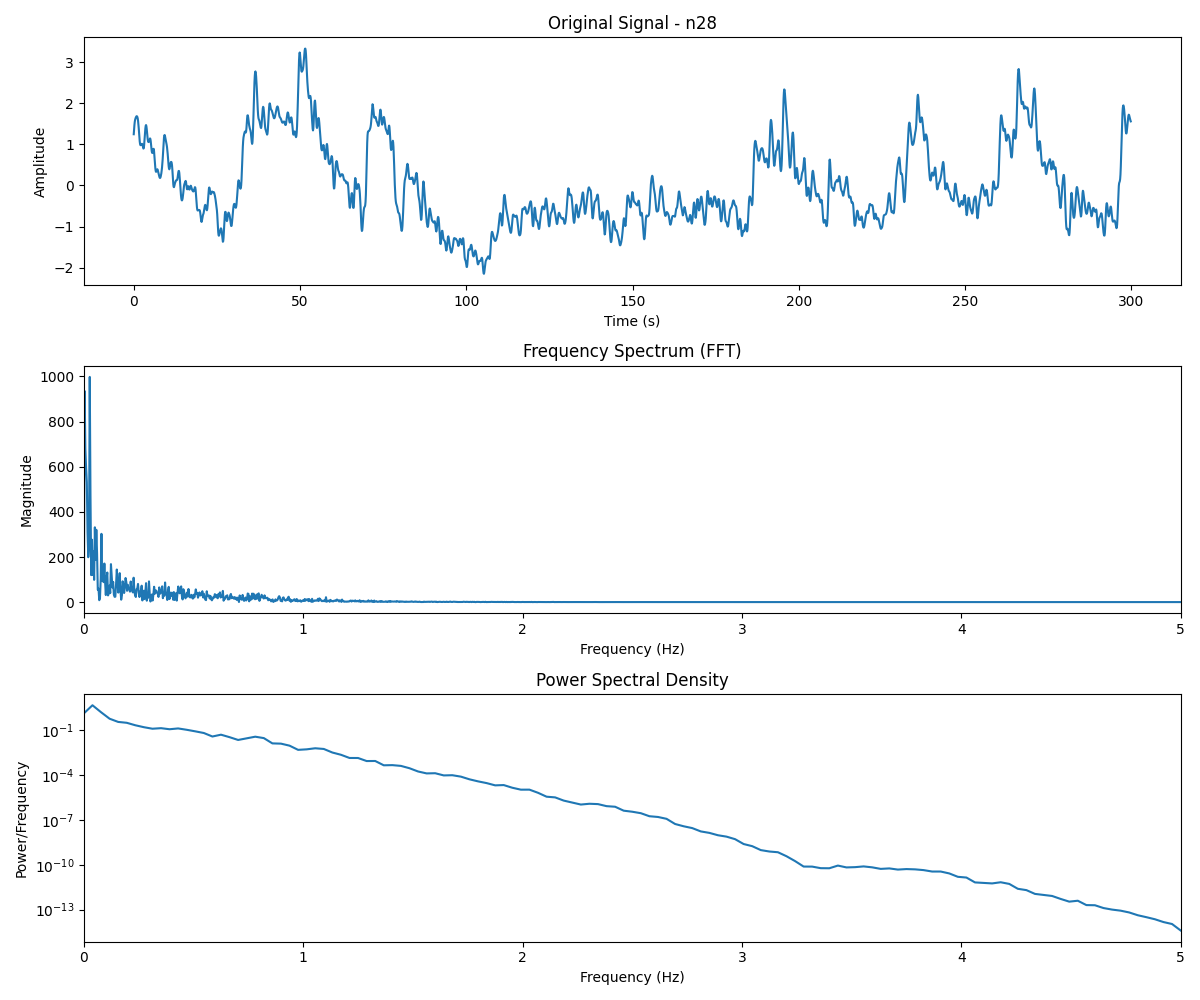 Original Signal - n28
3
2
1
0
−1
−2
Amplitude
0 50 100 150 200 250 300
Time (s)
Frequency Spectrum (FFT)
1000
800
600
400
200
0
Magnitude
0 1 2 3 4 5
Frequency (Hz)
Power Spectral Density
10⁻¹
10⁻⁴
10⁻⁷
10⁻¹⁰
10⁻¹³
Power/Frequency
0 1 2 3 4 5
Frequency (Hz)